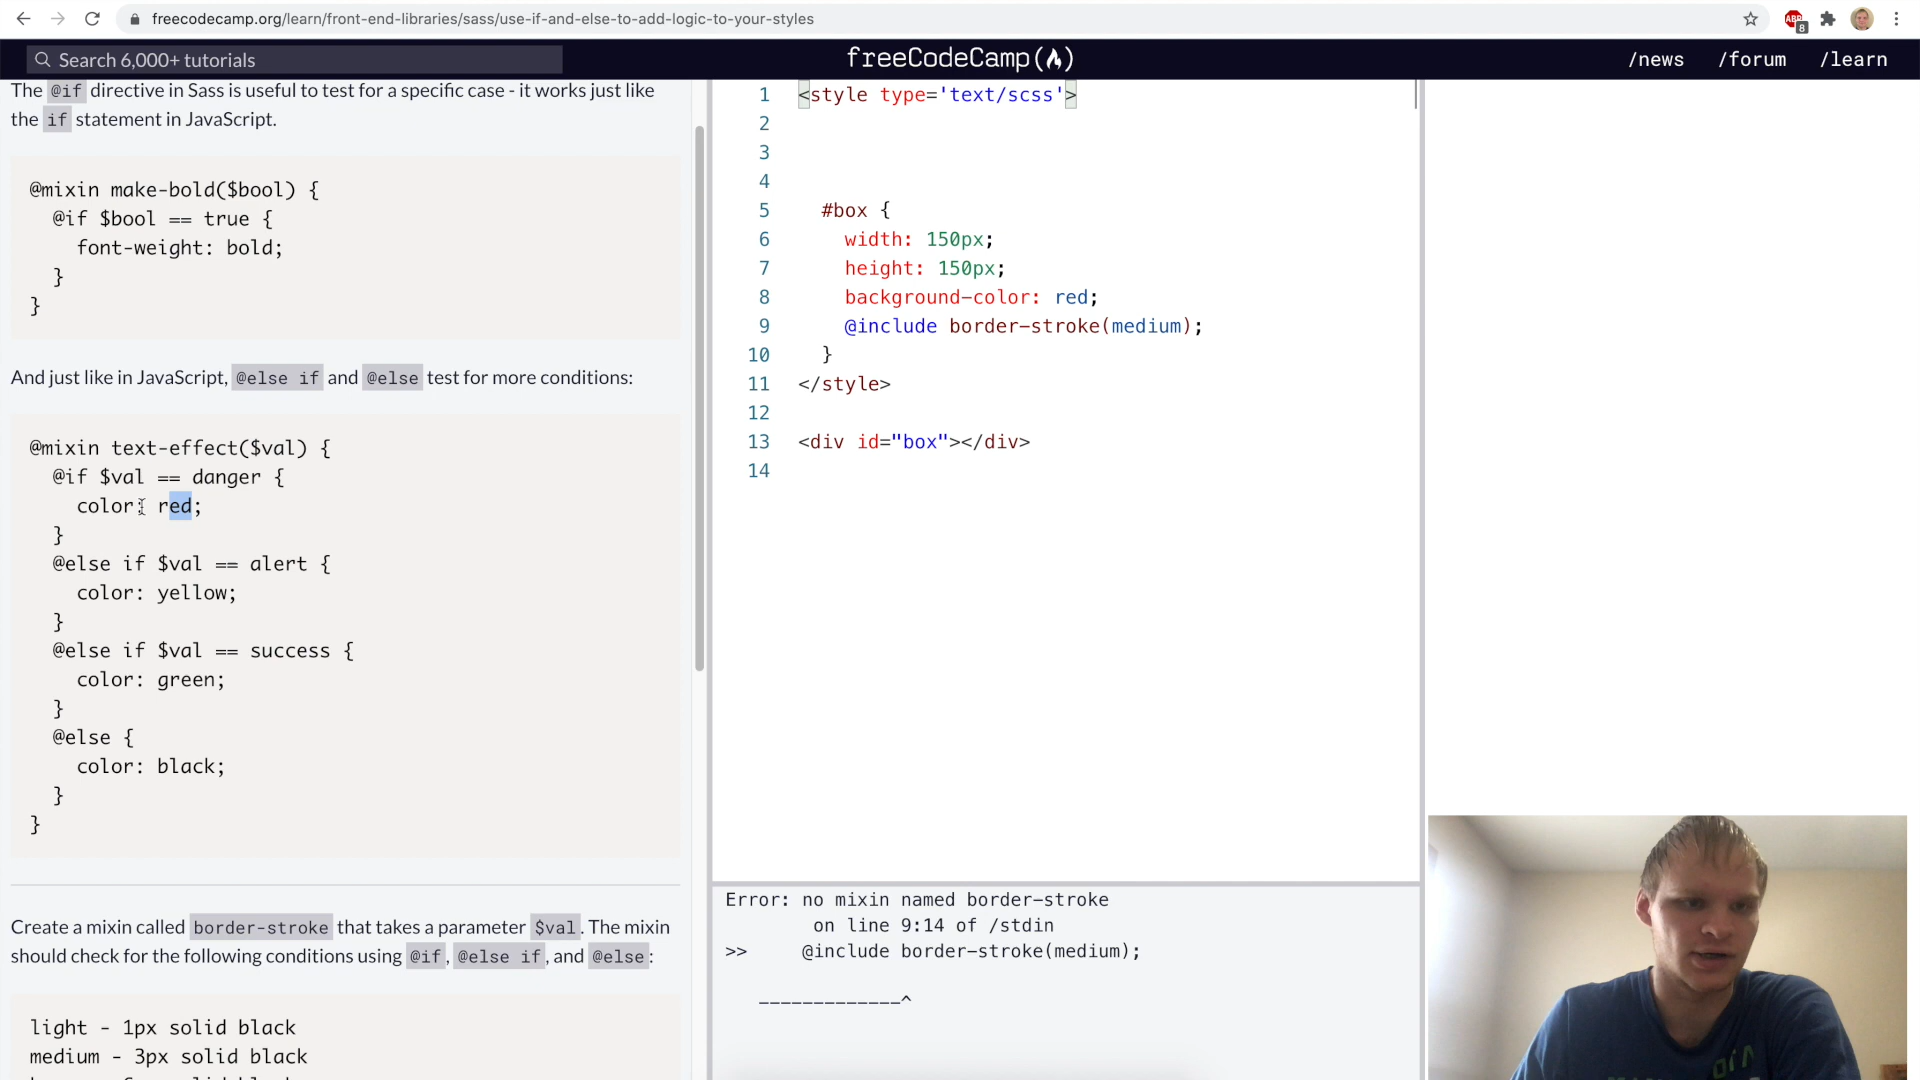 freecodecamp.org/learn/front-end-libraries/sass/use-if-and-else-to-add-logic-to-your-styles
ABP
8
Search 6,000+ tutorials
freeCodeCamp
/news
/forum
/learn
The @if directive in Sass is useful to test for a specific case - it works just like
the if statement in JavaScript.
@mixin make-bold($bool) {
@if $bool == true {
font-weight: bold;
}
}
And just like in JavaScript, @else if and @else test for more conditions:
@mixin text-effect($val) {
@if $val == danger {
color: red;
}
@else if $val == alert {
color: yellow;
}
@else if $val == success {
color: green;
}
@else {
color: black;
}
}
Create a mixin called border-stroke that takes a parameter $val. The mixin
should check for the following conditions using @if, @else if, and @else:
light - 1px solid black
medium - 3px solid black
1 <style type='text/scss'>
2
3
4
5 #box {
6 width: 150px;
7 height: 150px;
8 background-color: red;
9 @include border-stroke(medium);
10 }
11 </style>
12
13 <div id="box"></div>
14
Error: no mixin named border-stroke
on line 9:14 of /stdin
>> @include border-stroke(medium);
-------------^